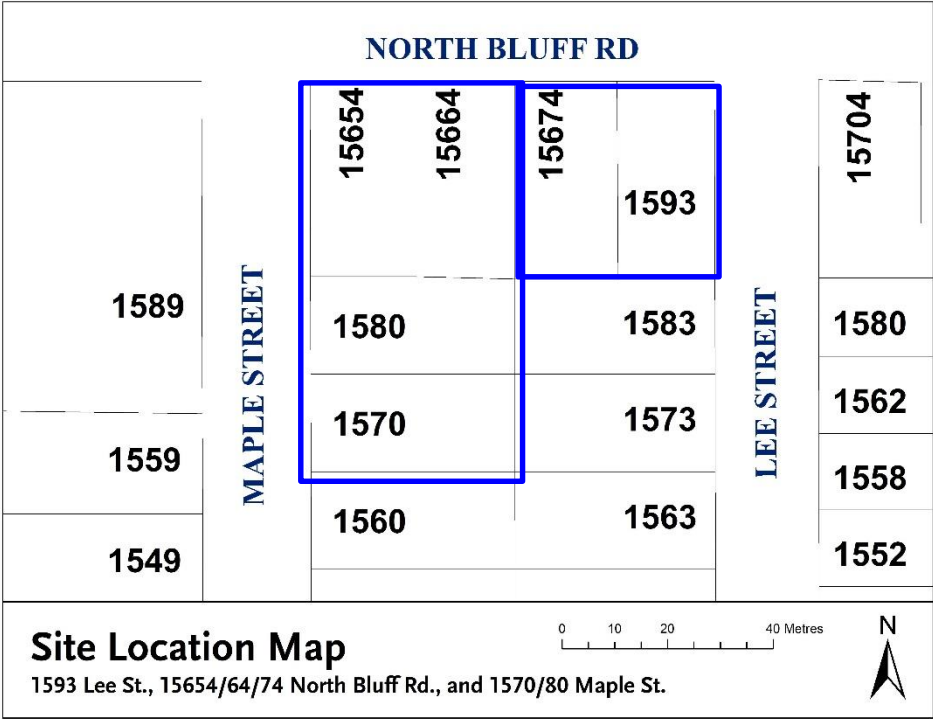 NORTH BLUFF RD
15654
15664
15674
15704
1593
1589
MAPLE STREET
1580
1583
LEE STREET
1580
1570
1573
1562
1559
1558
1560
1563
1549
1552
Site Location Map
0 10 20 40 Metres
N
1593 Lee St., 15654/64/74 North Bluff Rd., and 1570/80 Maple St.